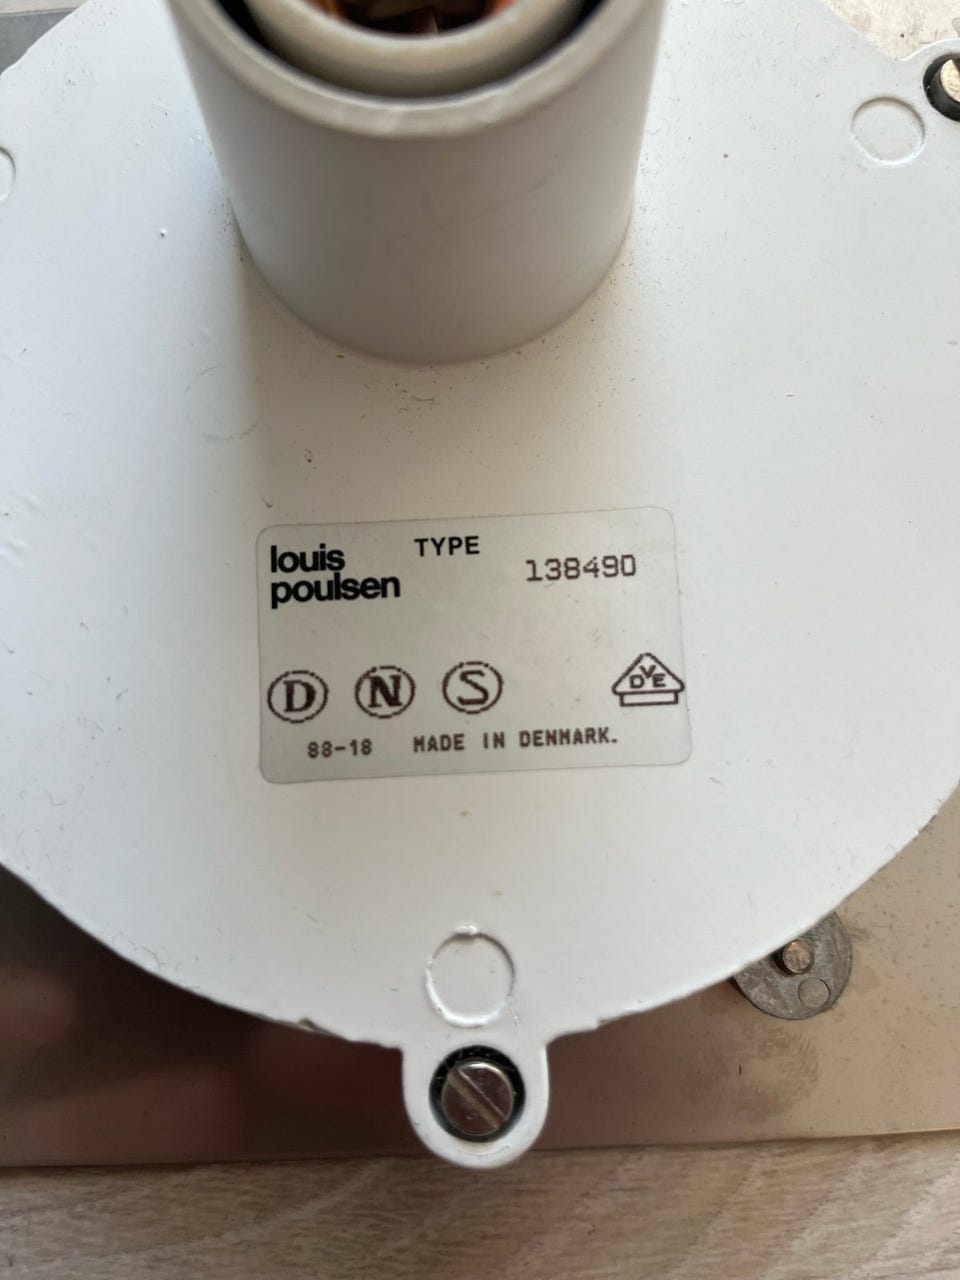 louis
poulsen
TYPE
138490
D N S
DVE
88-18 MADE IN DENMARK.